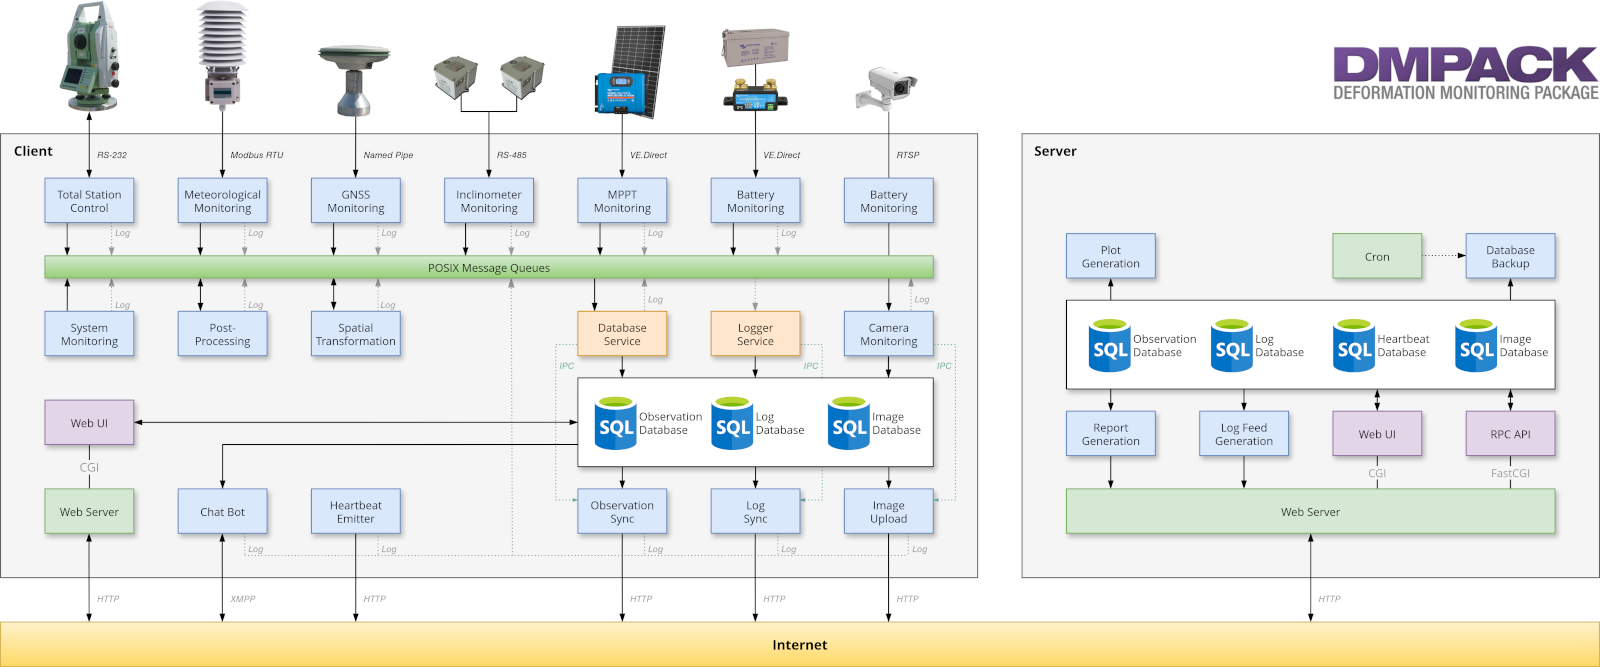 DMPACK
DEFORMATION MONITORING PACKAGE
Client
RS-232
Modbus RTU
Named Pipe
RS-485
VE.Direct
VE.Direct
RTSP
Total Station
Control
Meteorological
Monitoring
GNSS
Monitoring
Inclinometer
Monitoring
MPPT
Monitoring
Battery
Monitoring
Battery
Monitoring
Log
Log
Log
Log
Log
Log
POSIX Message Queues
Log
Log
Log
Log
Log
System
Monitoring
Post-
Processing
Spatial
Transformation
Database
Service
Logger
Service
Camera
Monitoring
IPC
IPC
IPC
SQL
Observation
Database
SQL
Log
Database
SQL
Image
Database
Web UI
CGI
Web Server
Chat Bot
Heartbeat
Emitter
Observation
Sync
Log
Sync
Image
Upload
Log
Log
Log
Log
Log
HTTP
XMPP
HTTP
HTTP
HTTP
HTTP
Server
Plot
Generation
Cron
Database
Backup
SQL
Observation
Database
SQL
Log
Database
SQL
Heartbeat
Database
SQL
Image
Database
Report
Generation
Log Feed
Generation
Web UI
RPC API
CGI
FastCGI
Web Server
HTTP
Internet